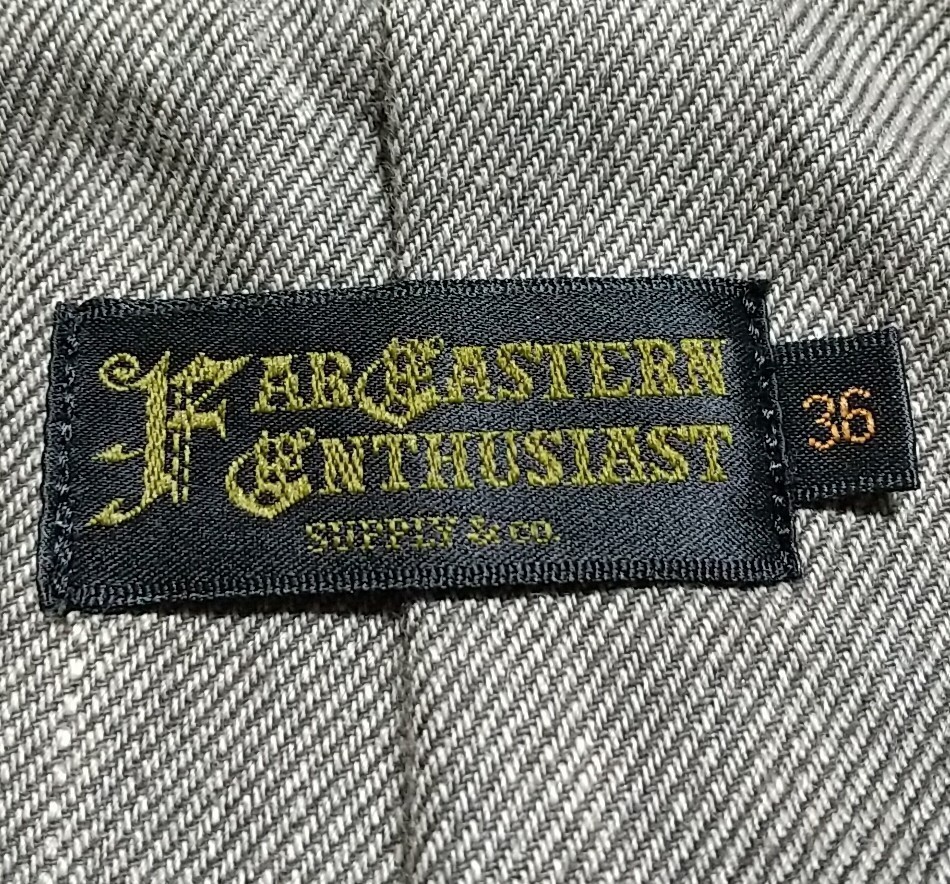 FAR EASTERN
ENTHUSIAST
SUPPLY & CO.
36